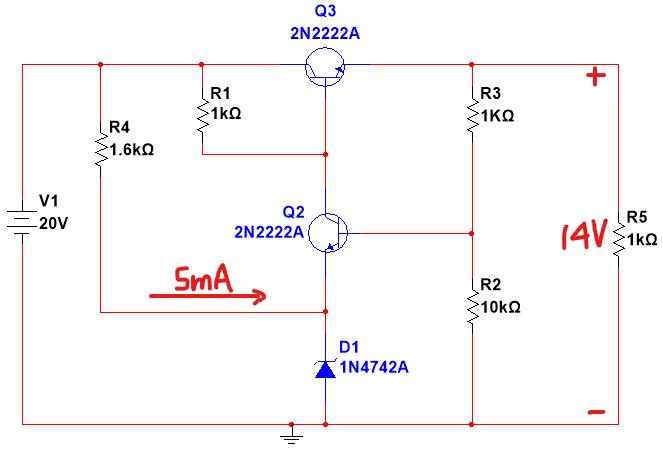 Q3
2N2222A
R1
1kΩ
R3
1KΩ
R4
1.6kΩ
V1
20V
Q2
2N2222A
14V
R5
1kΩ
5mA
R2
10kΩ
D1
1N4742A
+
−